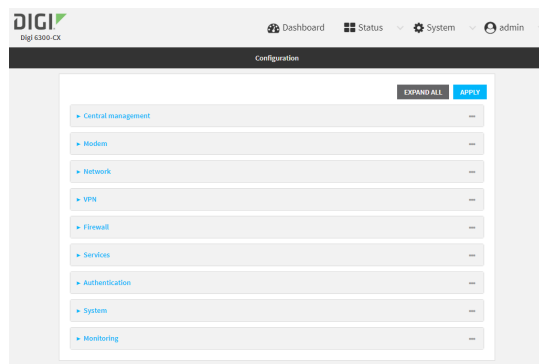 DIGI
Digi 6300-CX
Dashboard
Status
System
admin
Configuration
EXPAND ALL
APPLY
Central management
Modem
Network
VPN
Firewall
Services
Authentication
System
Monitoring